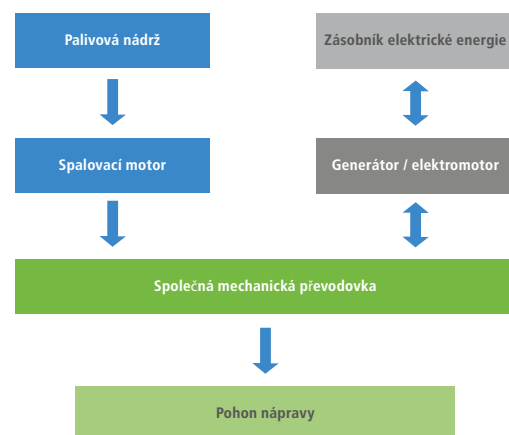 Palivová nádrž
Zásobník elektrické energie
Spalovací motor
Generátor / elektromotor
Společná mechanická převodovka
Pohon nápravy